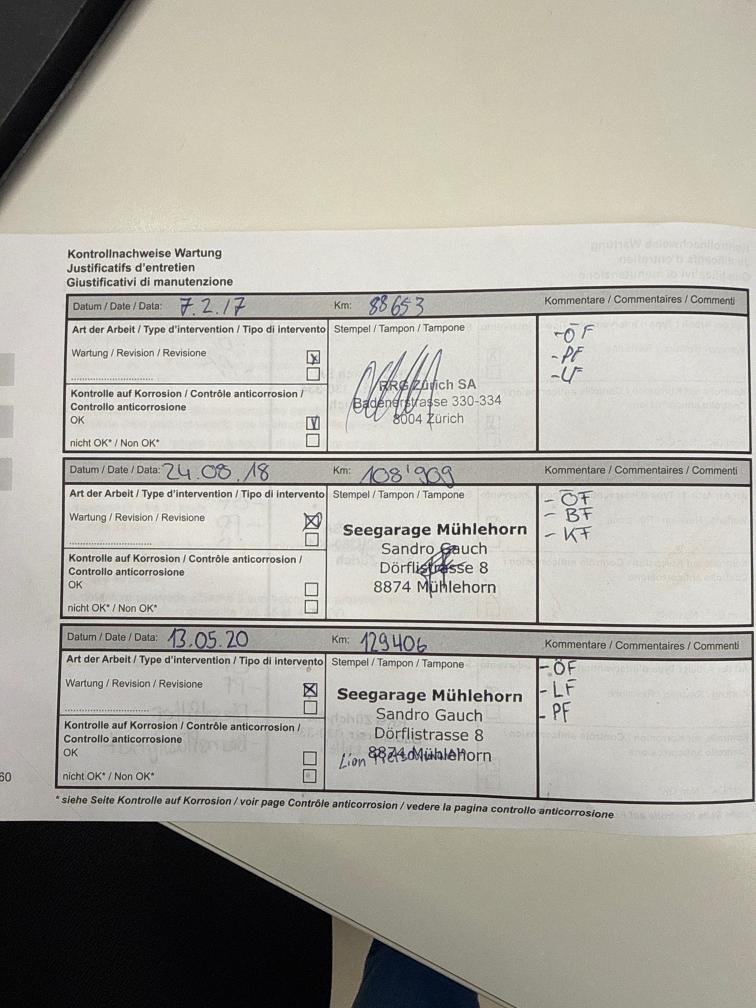 Kontrollnachweise Wartung
Justificatifs d'entretien
Giustificativi di manutenzione
Datum / Date / Data: 7.2.17 Km: 88653 Kommentare / Commentaires / Commenti
Art der Arbeit / Type d'intervention / Tipo di intervento Stempel / Tampon / Tampone
- ÖF
Wartung / Revision / Revisione
- PF
Kontrolle auf Korrosion / Contrôle anticorrosion /
Controllo anticorrosione
OK
nicht OK* / Non OK*
RRG Zürich SA
Badenerstrasse 330-334
8004 Zürich
Datum / Date / Data: 24.08.18 Km: 108'909 Kommentare / Commentaires / Commenti
Art der Arbeit / Type d'intervention / Tipo di intervento Stempel / Tampon / Tampone
Wartung / Revision / Revisione
Kontrolle auf Korrosion / Contrôle anticorrosion /
Controllo anticorrosione
OK
nicht OK* / Non OK*
Seegarage Mühlehorn
Sandro Gauch
Dörflistrasse 8
8874 Mühlehorn
- ÖF
- BF
- KF
Datum / Date / Data: 13.05.20 Km: 129406 Kommentare / Commentaires / Commenti
Art der Arbeit / Type d'intervention / Tipo di intervento Stempel / Tampon / Tampone
Wartung / Revision / Revisione
Kontrolle auf Korrosion / Contrôle anticorrosion /
Controllo anticorrosione
OK
nicht OK* / Non OK*
Seegarage Mühlehorn
Sandro Gauch
Dörflistrasse 8
8874 Mühlehorn
Lion
- ÖF
- LF
- PF
60
* siehe Seite Kontrolle auf Korrosion / voir page Contrôle anticorrosion / vedere la pagina controllo anticorrosione